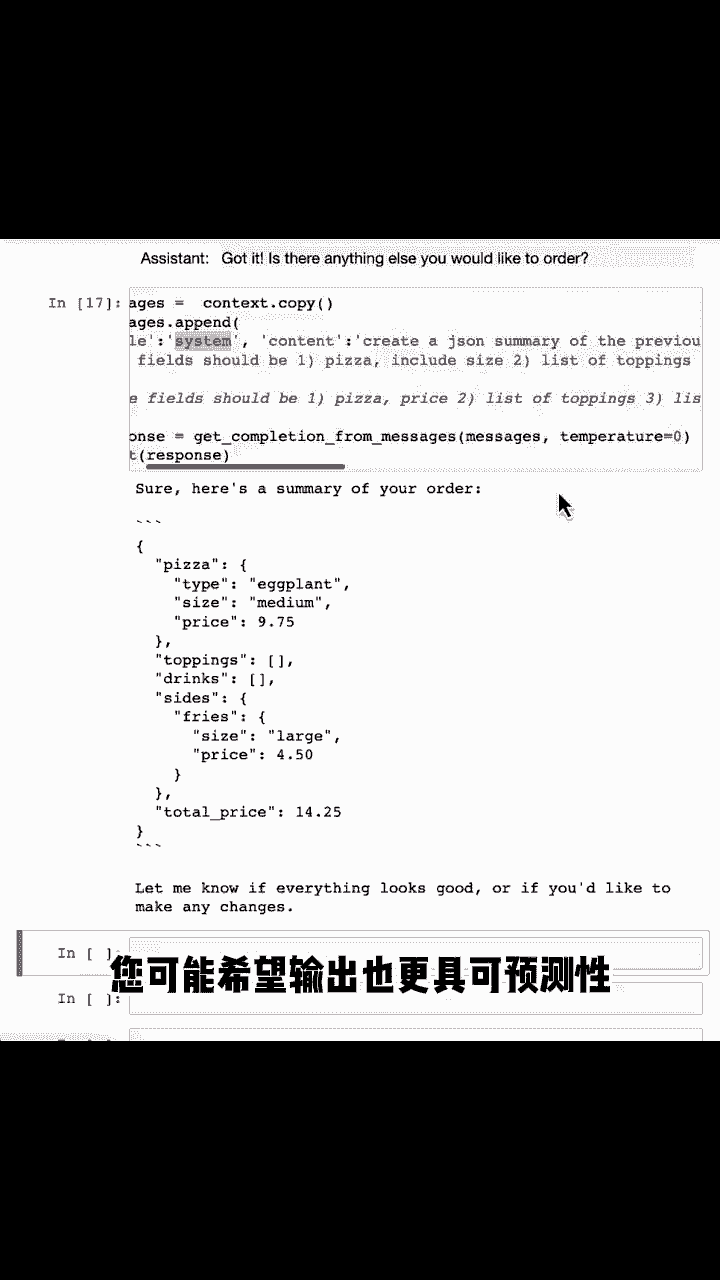 Assistant: Got it! Is there anything else you would like to order?
In [17]: ages = context.copy()
ages.append(
le':'system', 'content':'create a json summary of the previou
fields should be 1) pizza, include size 2) list of toppings
e fields should be 1) pizza, price 2) list of toppings 3) lis
onse = get_completion_from_messages(messages, temperature=0)
t(response)
Sure, here's a summary of your order:
```
{
"pizza": {
"type": "eggplant",
"size": "medium",
"price": 9.75
},
"toppings": [],
"drinks": [],
"sides": {
"fries": {
"size": "large",
"price": 4.50
}
},
"total_price": 14.25
}
```
Let me know if everything looks good, or if you'd like to
make any changes.
In [ ]:
您可能希望输出也更具可预测性
In [ ]: